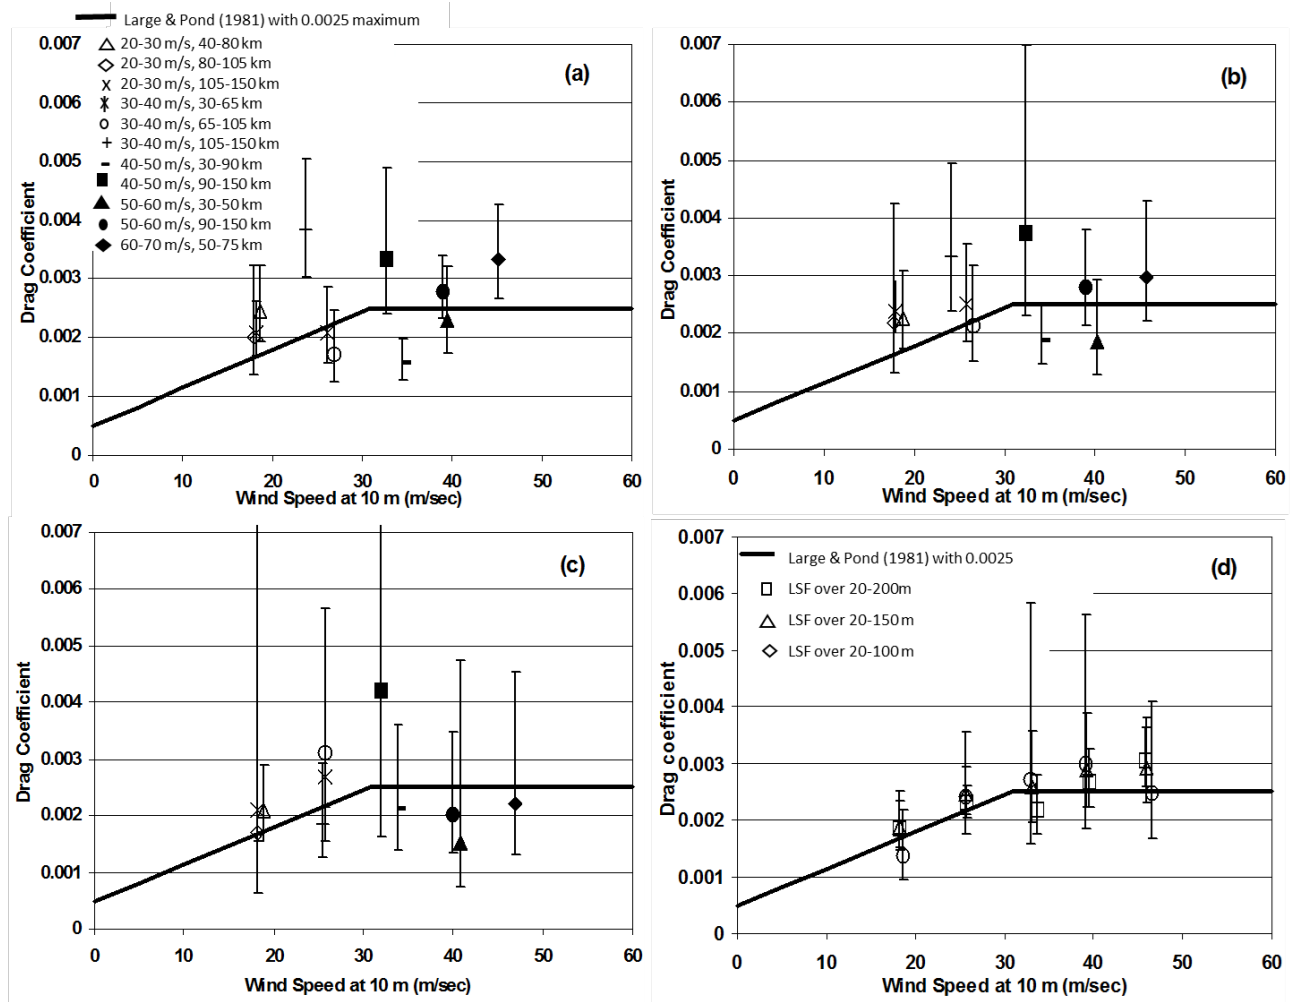 Large & Pond (1981) with 0.0025 maximum
20-30 m/s, 40-80 km
20-30 m/s, 80-105 km
20-30 m/s, 105-150 km
30-40 m/s, 30-65 km
30-40 m/s, 65-105 km
30-40 m/s, 105-150 km
40-50 m/s, 30-90 km
40-50 m/s, 90-150 km
50-60 m/s, 30-50 km
50-60 m/s, 90-150 km
60-70 m/s, 50-75 km
(a)
0.007
0.006
0.005
0.004
0.003
0.002
0.001
0
Drag Coefficient
0 10 20 30 40 50 60
Wind Speed at 10 m (m/sec)
(b)
0.007
0.006
0.005
0.004
0.003
0.002
0.001
0
Drag Coefficient
0 10 20 30 40 50 60
Wind Speed at 10 m (m/sec)
(c)
0.007
0.006
0.005
0.004
0.003
0.002
0.001
0
Drag Coefficient
0 10 20 30 40 50 60
Wind Speed at 10 m (m/sec)
Large & Pond (1981) with 0.0025
LSF over 20-200m
LSF over 20-150 m
LSF over 20-100 m
(d)
0.007
0.006
0.005
0.004
0.003
0.002
0.001
0
Drag coefficient
0 10 20 30 40 50 60
Wind Speed at 10 m (m/sec)